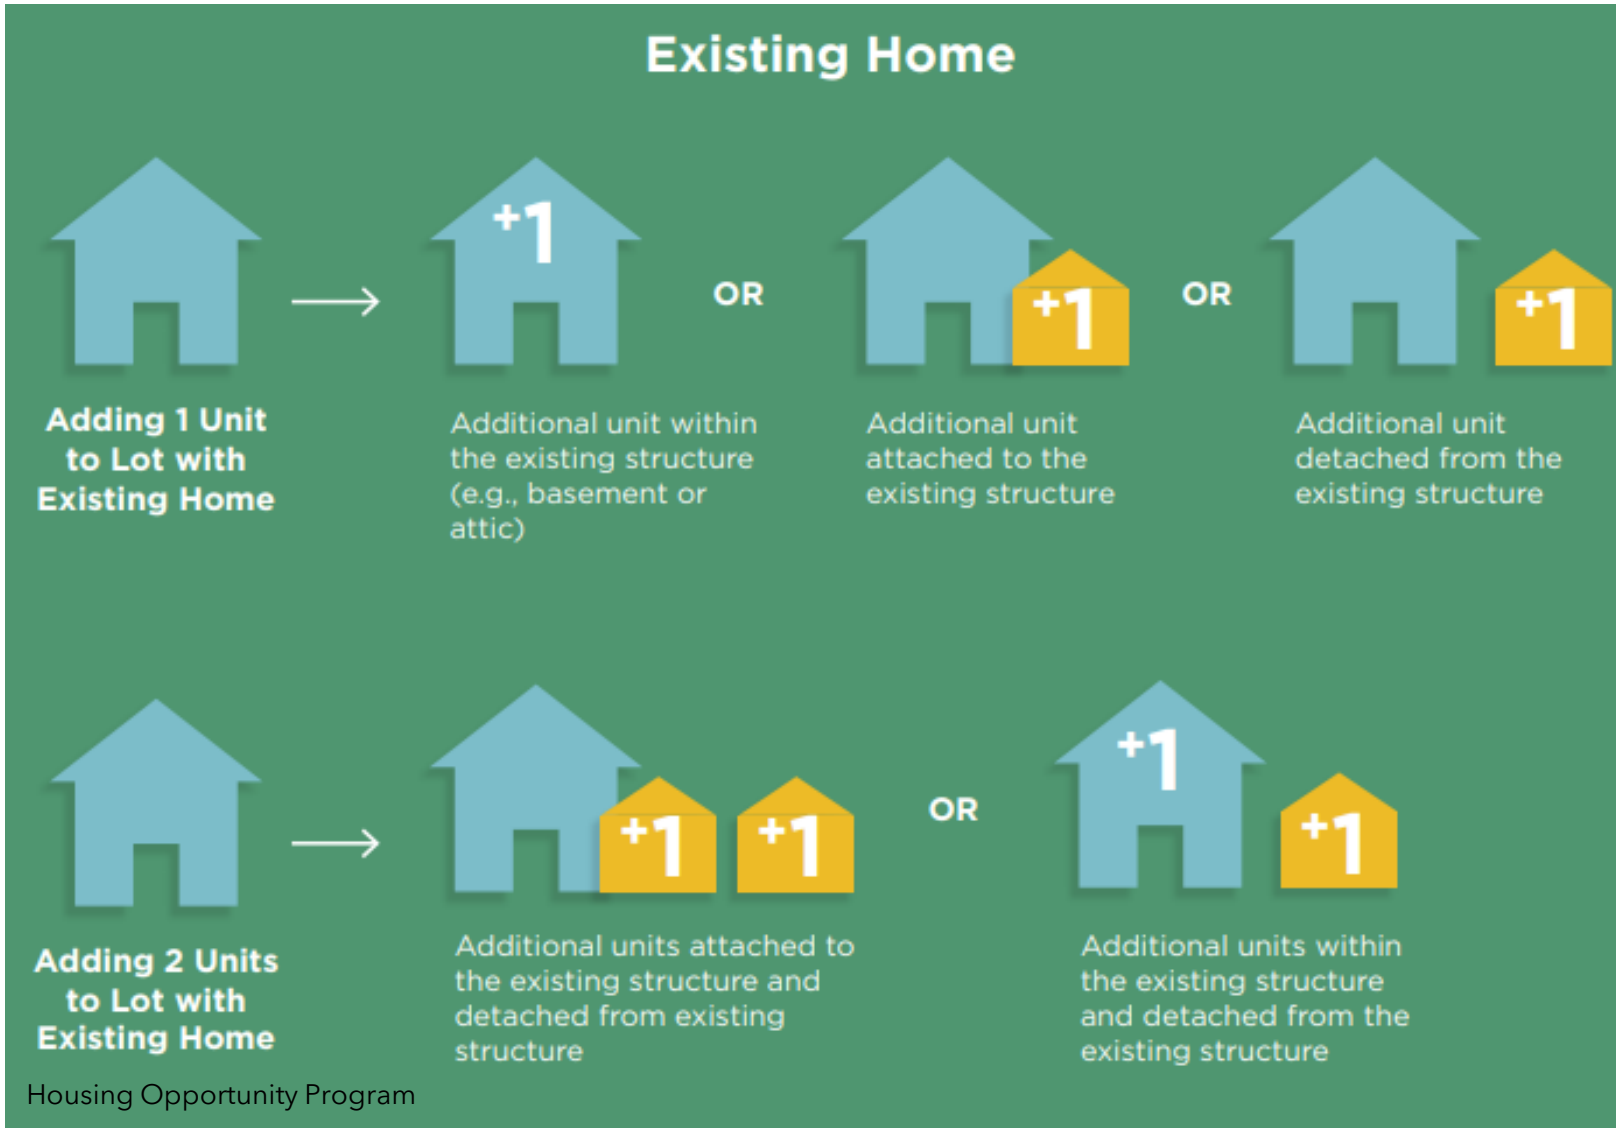 Existing Home
+1
OR
+1
OR
+1
Adding 1 Unit
to Lot with
Existing Home
Additional unit within
the existing structure
(e.g., basement or
attic)
Additional unit
attached to the
existing structure
Additional unit
detached from the
existing structure
+1
+1
OR
+1
+1
Adding 2 Units
to Lot with
Existing Home
Additional units attached to
the existing structure and
detached from existing
structure
Additional units within
the existing structure
and detached from the
existing structure
Housing Opportunity Program